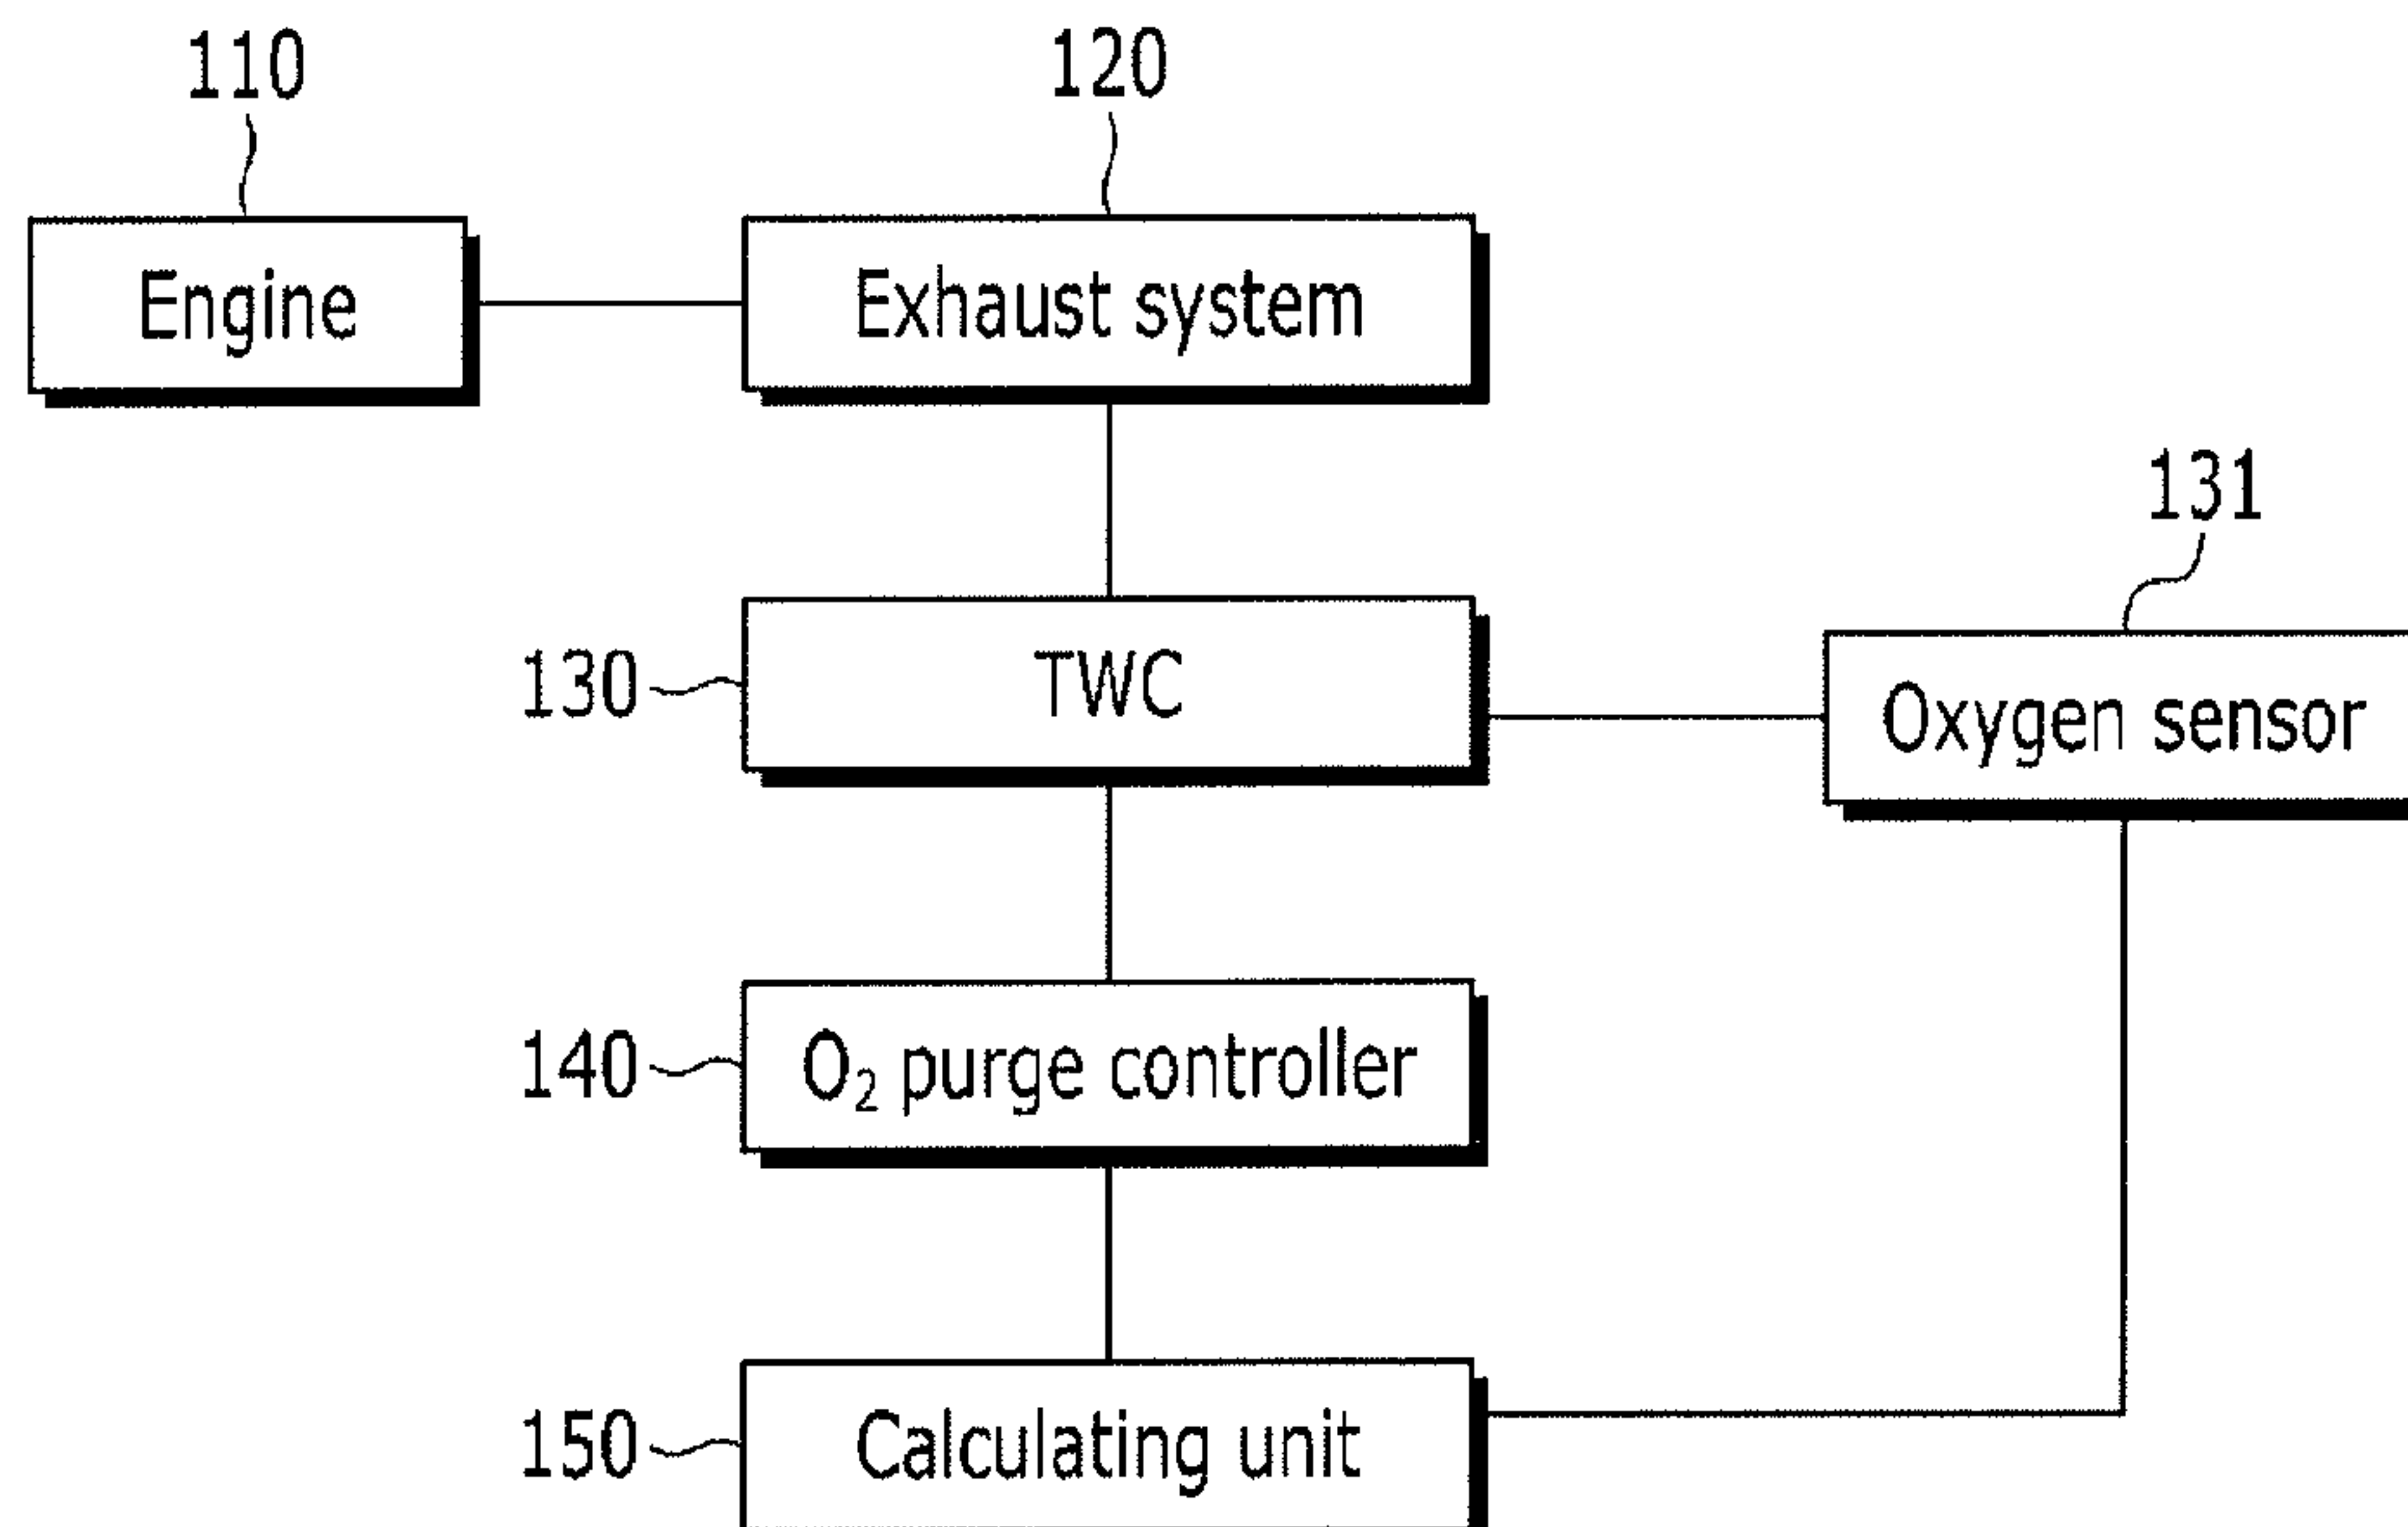 110
120
Engine
Exhaust system
131
130
TWC
Oxygen sensor
140
O₂ purge controller
150
Calculating unit